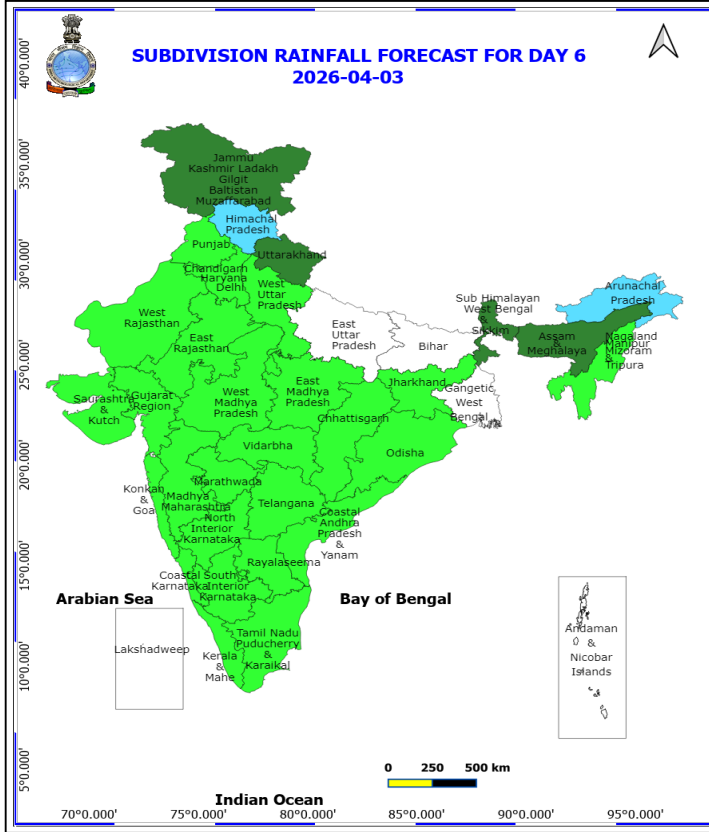 SUBDIVISION RAINFALL FORECAST FOR DAY 6
2026-04-03
40°0.000'
35°0.000'
30°0.000'
25°0.000'
20°0.000'
15°0.000'
10°0.000'
5°0.000'
Jammu
Kashmir Ladakh
Gilgit
Baltistan
Muzaffarabad
Himachal
Pradesh
Punjab
Uttarakhand
Chandigarh
Haryana
Delhi
West
Uttar
Pradesh
West
Rajasthan
East
Rajasthan
East
Uttar
Pradesh
Bihar
Sub Himalayan
West Bengal
&
Sikkim
Arunachal
Pradesh
Assam
&
Meghalaya
Nagaland
Manipur
Mizoram
&
Tripura
Saurashtra
&
Kutch
Gujarat
Region
West
Madhya
Pradesh
East
Madhya
Pradesh
Jharkhand
Gangetic
West
Bengal
Chhattisgarh
Odisha
Vidarbha
Konkan
&
Goa
Madhya
Maharashtra
Marathwada
Telangana
North
Interior
Karnataka
Coastal
Andhra
Pradesh
&
Yanam
Rayalaseema
Coastal
Karnataka
South
Interior
Karnataka
Arabian Sea
Bay of Bengal
Lakshadweep
Kerala
&
Mahe
Tamil Nadu
Puducherry
&
Karaikal
Andaman
&
Nicobar
Islands
0 250 500 km
Indian Ocean
70°0.000' 75°0.000' 80°0.000' 85°0.000' 90°0.000' 95°0.000'